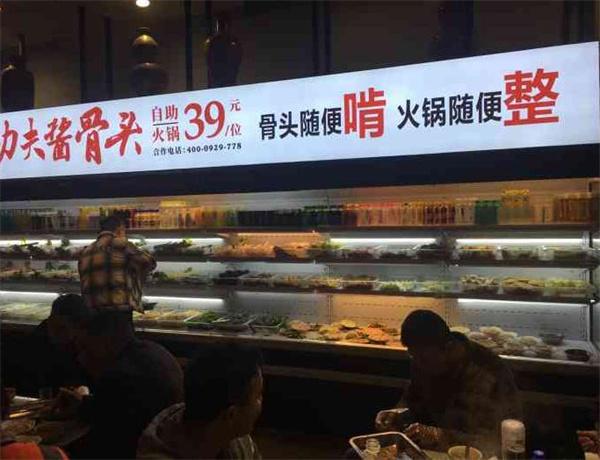 功夫酱骨头
自助火锅 39元/位
合作电话:400-0929-778
骨头随便啃 火锅随便整